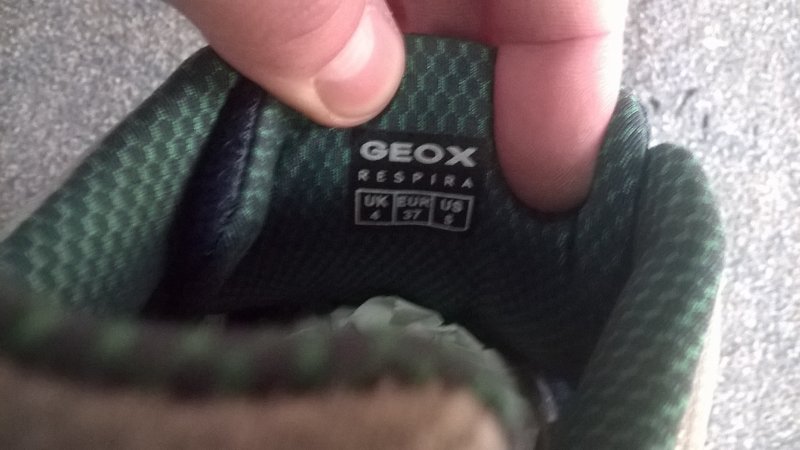 GEOX
RESPIRA
UK EUR US
4 37 5